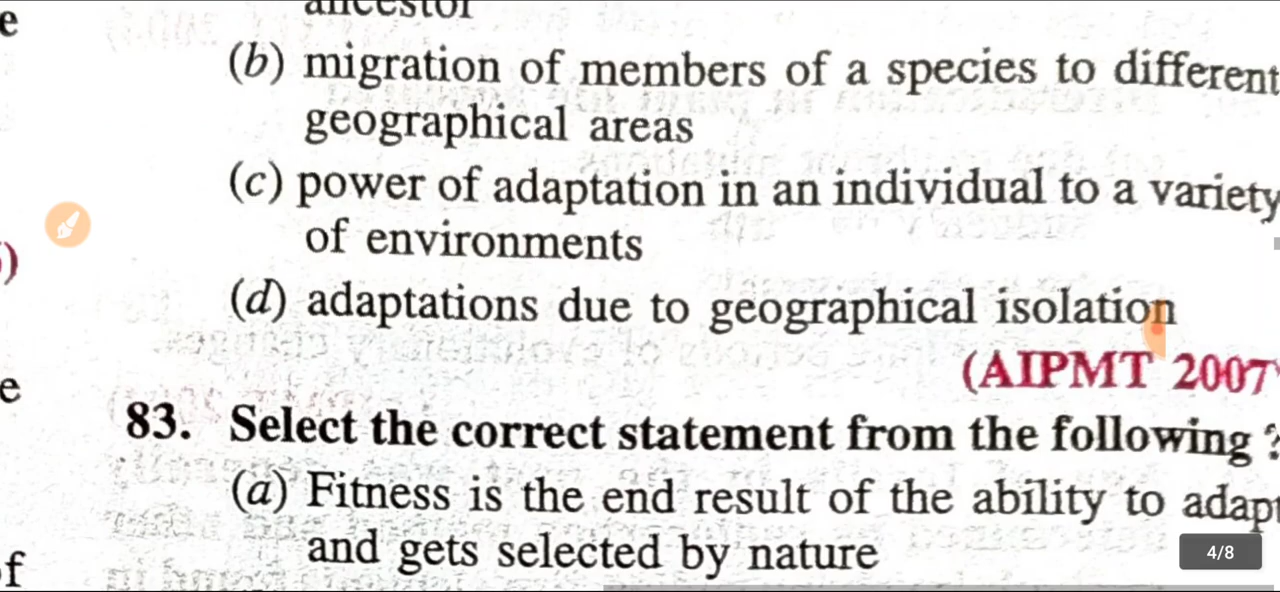 e
ancestor
(b) migration of members of a species to different
geographical areas
(c) power of adaptation in an individual to a variety
of environments
(d) adaptations due to geographical isolation
(AIPMT 2007
83. Select the correct statement from the following ?
(a) Fitness is the end result of the ability to adapt
and gets selected by nature
)
e
f
4/8